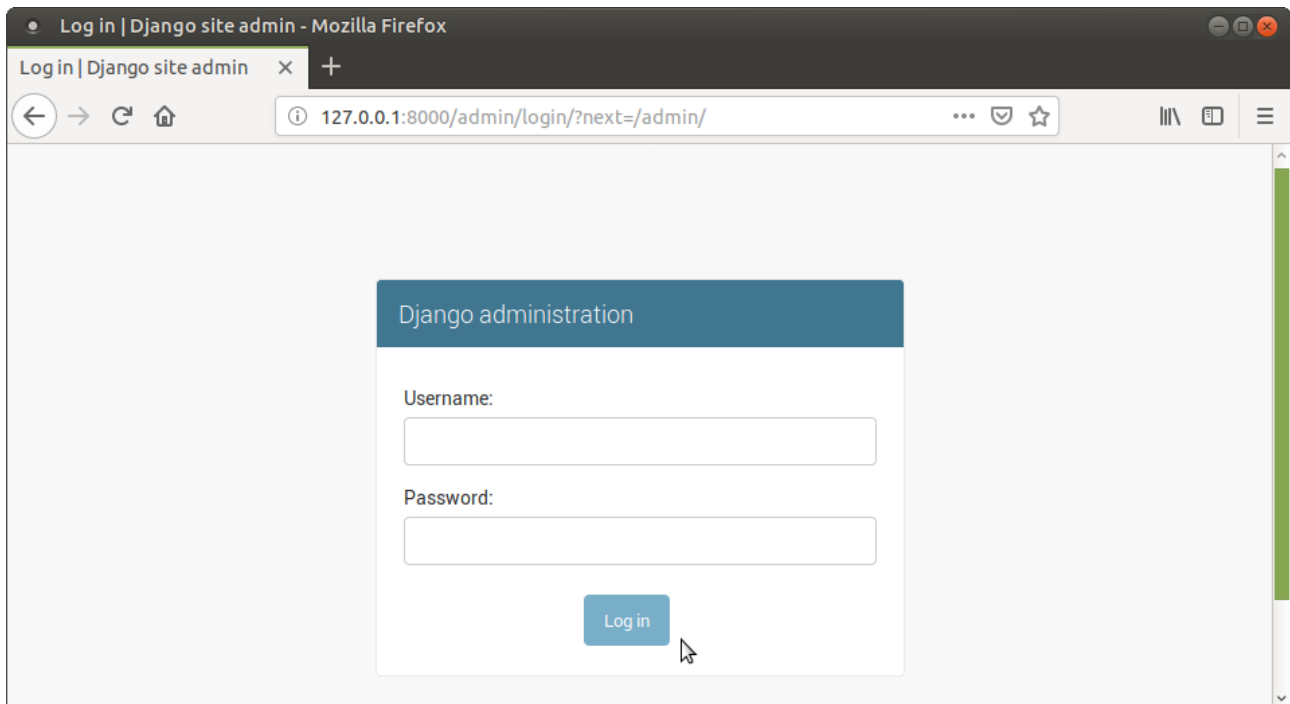 Log in | Django site admin - Mozilla Firefox
Log in | Django site admin
127.0.0.1:8000/admin/login/?next=/admin/
Django administration
Username:
Password:
Log in